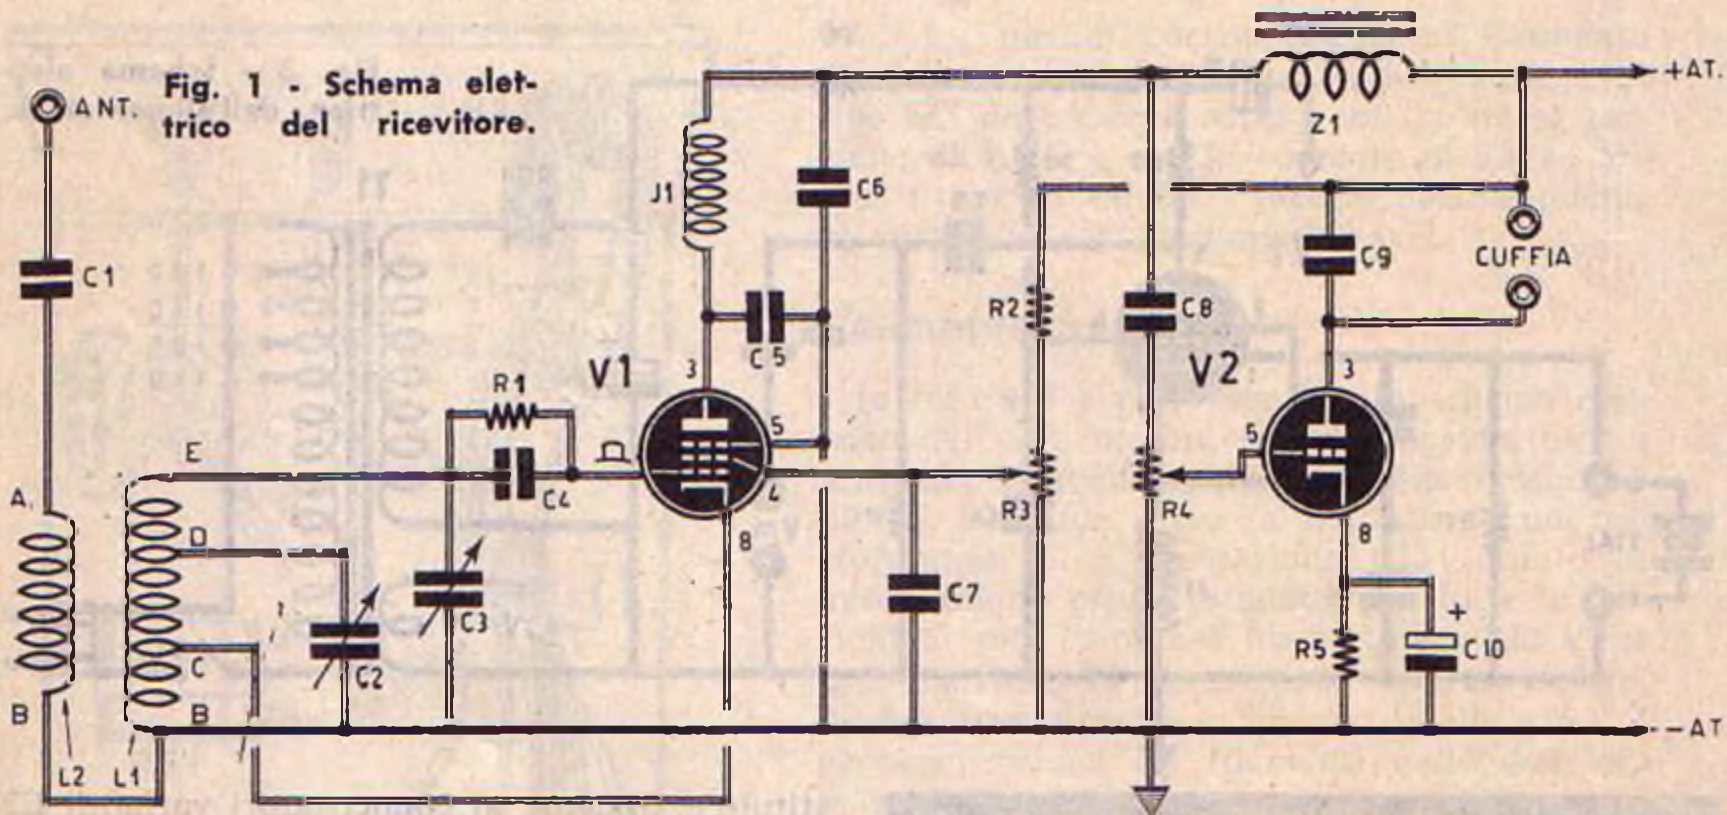 Fig. 1 - Schema elet-
trico del ricevitore.
ANT.
+AT.
Z1
J1
C6
C1
C9
CUFFIA
R2
C8
C5
V1
V2
3
3
R1
5
5
E
C4
4
R3
R4
A.
D
8
8
C7
C3
+
R5
C10
C
C2
B
B
-AT
L2
L1